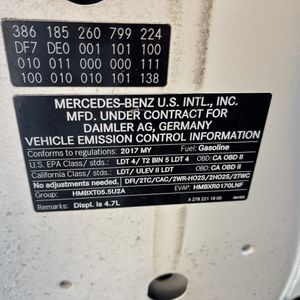 386 185 260 799 224
DF7 DE0 001 101 100
010 011 000 000 111
100 010 010 101 138
MERCEDES-BENZ U.S. INTL., INC.
MFD. UNDER CONTRACT FOR
DAIMLER AG, GERMANY
VEHICLE EMISSION CONTROL INFORMATION
Conforms to regulations: 2017 MY Fuel: Gasoline
U.S. EPA Class / stds.: LDT 4/ T2 BIN 5 LDT 4 OBD: CA OBD II
California Class / stds.: LDT/ ULEV II LDT OBD: CA OBD II
DFI/2TC/CAC/2WR-HO2S/2HO2S/2TWC
Group: HMBXT05.5U2A EVAP: HMBXR0170LNF
Remarks: Displ. is 4.7L A 278 221 18 00